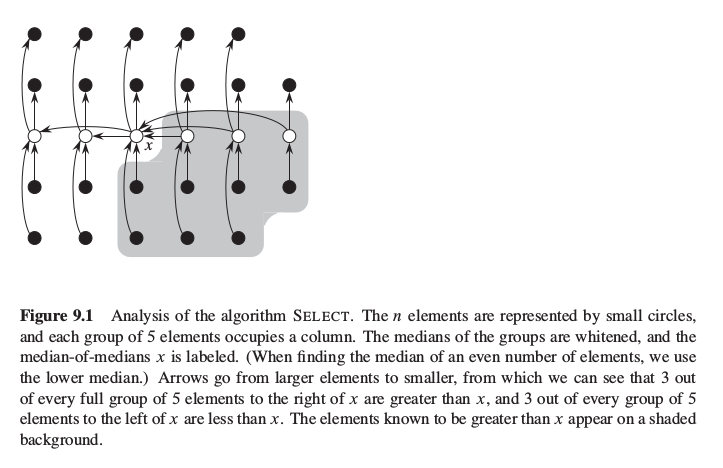 x
Figure 9.1 Analysis of the algorithm SELECT. The n elements are represented by small circles,
and each group of 5 elements occupies a column. The medians of the groups are whitened, and the
median-of-medians x is labeled. (When finding the median of an even number of elements, we use
the lower median.) Arrows go from larger elements to smaller, from which we can see that 3 out
of every full group of 5 elements to the right of x are greater than x, and 3 out of every group of 5
elements to the left of x are less than x. The elements known to be greater than x appear on a shaded
background.